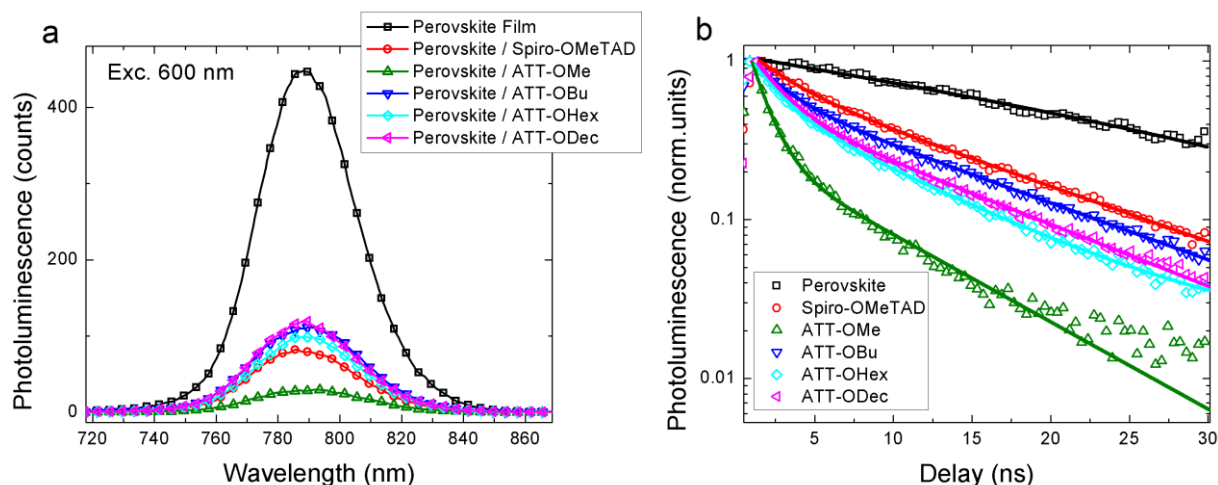 a
Exc. 600 nm
Perovskite Film
Perovskite / Spiro-OMeTAD
Perovskite / ATT-OMe
Perovskite / ATT-OBu
Perovskite / ATT-OHex
Perovskite / ATT-ODec
Photoluminescence (counts)
400
200
0
720 740 760 780 800 820 840 860
Wavelength (nm)
b
Photoluminescence (norm.units)
1
0.1
0.01
Perovskite
Spiro-OMeTAD
ATT-OMe
ATT-OBu
ATT-OHex
ATT-ODec
5 10 15 20 25 30
Delay (ns)